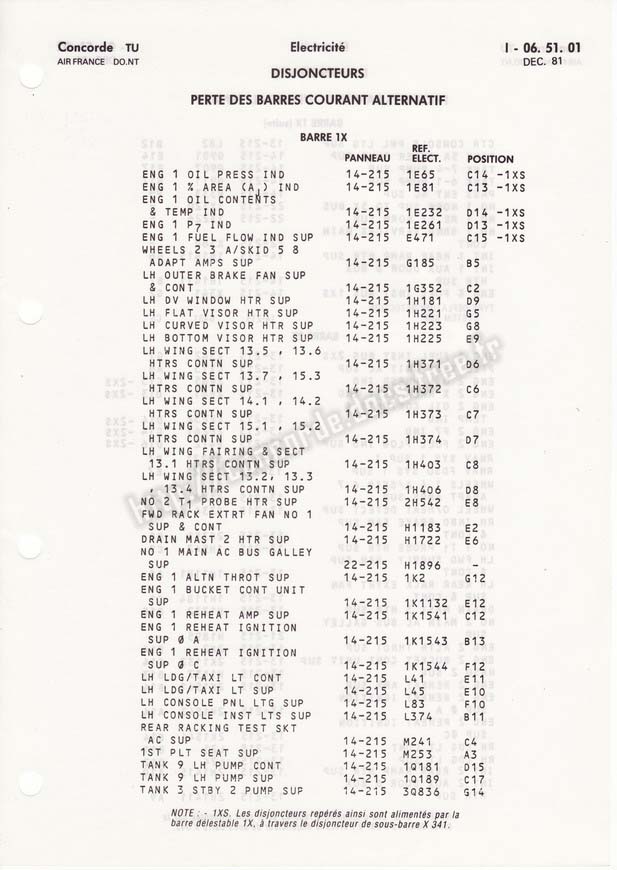 Concorde TU Electricité I - 06. 51. 01
AIR FRANCE DO.NT DEC. 81
DISJONCTEURS
PERTE DES BARRES COURANT ALTERNATIF
BARRE 1X
PANNEAU REF. ELECT. POSITION
ENG 1 OIL PRESS IND 14-215 1E65 C14 -1XS
ENG 1 % AREA (AJ) IND 14-215 1E81 C13 -1XS
ENG 1 OIL CONTENTS
& TEMP IND 14-215 1E232 D14 -1XS
ENG 1 P7 IND 14-215 1E261 D13 -1XS
ENG 1 FUEL FLOW IND SUP 14-215 E471 C15 -1XS
WHEELS 2 3 A/SKID 5 8
ADAPT AMPS SUP 14-215 G185 B5
LH OUTER BRAKE FAN SUP
& CONT 14-215 1G352 C2
LH DV WINDOW HTR SUP 14-215 1H181 D9
LH FLAT VISOR HTR SUP 14-215 1H221 G5
LH CURVED VISOR HTR SUP 14-215 1H223 G8
LH BOTTOM VISOR HTR SUP 14-215 1H225 E9
LH WING SECT 13.5 , 13.6
HTRS CONTN SUP 14-215 1H371 D6
LH WING SECT 13.7 , 15.3
HTRS CONTN SUP 14-215 1H372 C6
LH WING SECT 14.1 , 14.2
HTRS CONTN SUP 14-215 1H373 C7
LH WING SECT 15.1 , 15.2
HTRS CONTN SUP 14-215 1H374 D7
LH WING FAIRING & SECT
13.1 HTRS CONTN SUP 14-215 1H403 C8
LH WING SECT 13.2, 13.3
, 13.4 HTRS CONTN SUP 14-215 1H406 D8
NO 2 T1 PROBE HTR SUP 14-215 2H542 E8
FWD RACK EXTRT FAN NO 1
SUP & CONT 14-215 H1183 E2
DRAIN MAST 2 HTR SUP 14-215 H1722 E6
NO 1 MAIN AC BUS GALLEY
SUP 22-215 H1896 -
ENG 1 ALTN THROT SUP 14-215 1K2 G12
ENG 1 BUCKET CONT UNIT
SUP 14-215 1K1132 E12
ENG 1 REHEAT AMP SUP 14-215 1K1541 C12
ENG 1 REHEAT IGNITION
SUP Ø A 14-215 1K1543 B13
ENG 1 REHEAT IGNITION
SUP Ø C 14-215 1K1544 F12
LH LDG/TAXI LT CONT 14-215 L41 E11
LH LDG/TAXI LT SUP 14-215 L45 E10
LH CONSOLE PNL LTG SUP 14-215 L83 F10
LH CONSOLE INST LTS SUP 14-215 L374 B11
REAR RACKING TEST SKT
AC SUP 14-215 M241 C4
1ST PLT SEAT SUP 14-215 M253 A3
TANK 9 LH PUMP CONT 14-215 1Q181 D15
TANK 9 LH PUMP SUP 14-215 1Q189 C17
TANK 3 STBY 2 PUMP SUP 14-215 3Q836 G14
NOTE : - 1XS. Les disjoncteurs repérés ainsi sont alimentés par la
barre délestable 1X, à travers le disjoncteur de sous-barre X 341.